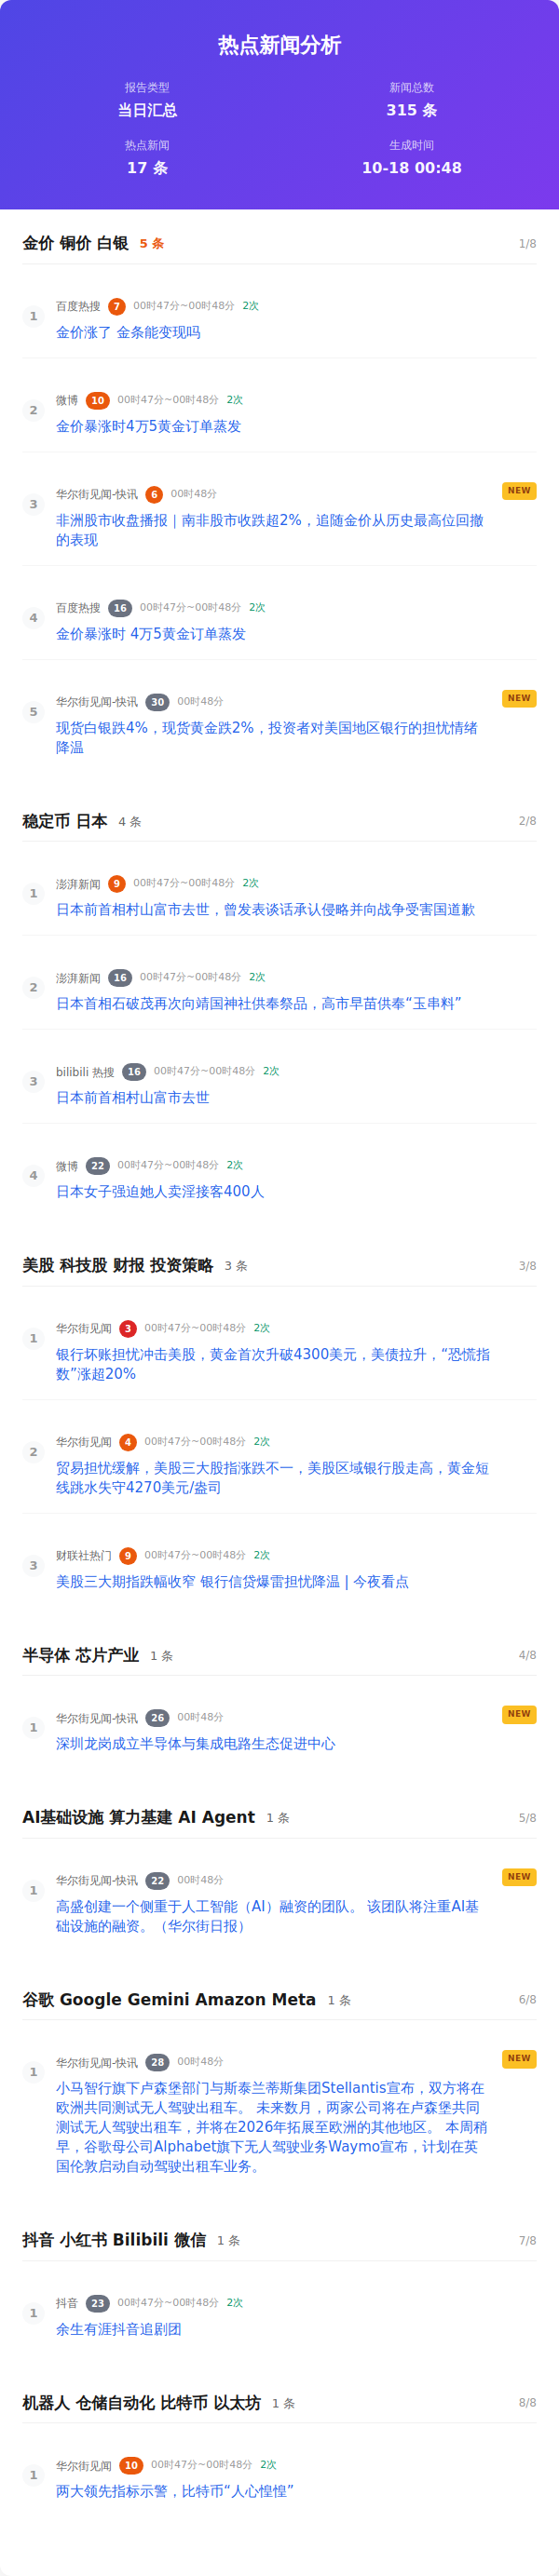 热点新闻分析
报告类型
当日汇总
新闻总数
315 条
热点新闻
17 条
生成时间
10-18 00:48
金价 铜价 白银 5 条 1/8
1 百度热搜 7 00时47分~00时48分 2次
金价涨了 金条能变现吗
2 微博 10 00时47分~00时48分 2次
金价暴涨时4万5黄金订单蒸发
3 华尔街见闻-快讯 6 00时48分 NEW
非洲股市收盘播报｜南非股市收跌超2%，追随金价从历史最高位回撤
的表现
4 百度热搜 16 00时47分~00时48分 2次
金价暴涨时 4万5黄金订单蒸发
5 华尔街见闻-快讯 30 00时48分 NEW
现货白银跌4%，现货黄金跌2%，投资者对美国地区银行的担忧情绪
降温
稳定币 日本 4 条 2/8
1 澎湃新闻 9 00时47分~00时48分 2次
日本前首相村山富市去世，曾发表谈话承认侵略并向战争受害国道歉
2 澎湃新闻 16 00时47分~00时48分 2次
日本首相石破茂再次向靖国神社供奉祭品，高市早苗供奉“玉串料”
3 bilibili 热搜 16 00时47分~00时48分 2次
日本前首相村山富市去世
4 微博 22 00时47分~00时48分 2次
日本女子强迫她人卖淫接客400人
美股 科技股 财报 投资策略 3 条 3/8
1 华尔街见闻 3 00时47分~00时48分 2次
银行坏账担忧冲击美股，黄金首次升破4300美元，美债拉升，“恐慌指
数”涨超20%
2 华尔街见闻 4 00时47分~00时48分 2次
贸易担忧缓解，美股三大股指涨跌不一，美股区域银行股走高，黄金短
线跳水失守4270美元/盎司
3 财联社热门 9 00时47分~00时48分 2次
美股三大期指跌幅收窄 银行信贷爆雷担忧降温 | 今夜看点
半导体 芯片产业 1 条 4/8
1 华尔街见闻-快讯 26 00时48分 NEW
深圳龙岗成立半导体与集成电路生态促进中心
AI基础设施 算力基建 AI Agent 1 条 5/8
1 华尔街见闻-快讯 22 00时48分 NEW
高盛创建一个侧重于人工智能（AI）融资的团队。 该团队将注重AI基
础设施的融资。（华尔街日报）
谷歌 Google Gemini Amazon Meta 1 条 6/8
1 华尔街见闻-快讯 28 00时48分 NEW
小马智行旗下卢森堡部门与斯泰兰蒂斯集团Stellantis宣布，双方将在
欧洲共同测试无人驾驶出租车。 未来数月，两家公司将在卢森堡共同
测试无人驾驶出租车，并将在2026年拓展至欧洲的其他地区。 本周稍
早，谷歌母公司Alphabet旗下无人驾驶业务Waymo宣布，计划在英
国伦敦启动自动驾驶出租车业务。
抖音 小红书 Bilibili 微信 1 条 7/8
1 抖音 23 00时47分~00时48分 2次
余生有涯抖音追剧团
机器人 仓储自动化 比特币 以太坊 1 条 8/8
1 华尔街见闻 10 00时47分~00时48分 2次
两大领先指标示警，比特币“人心惶惶”